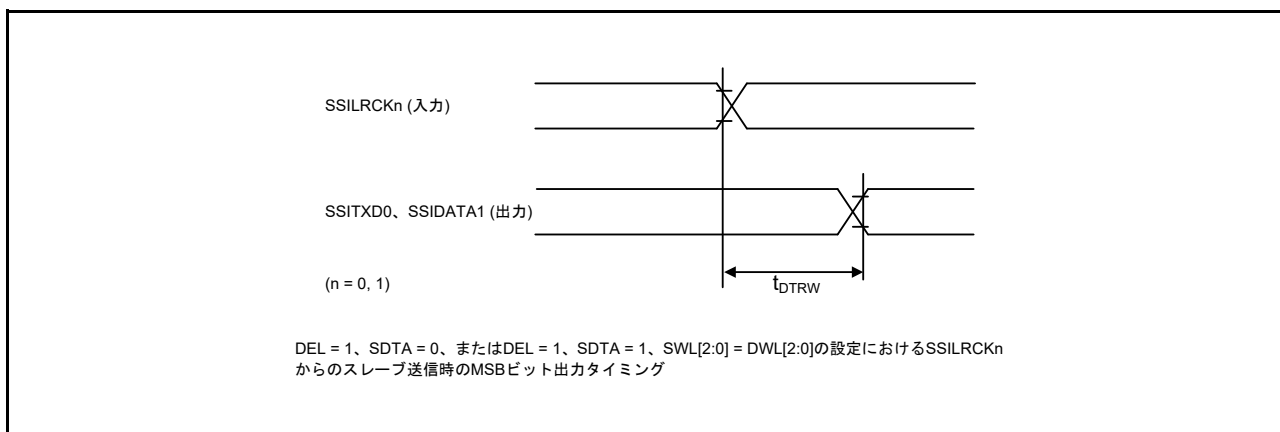 SSILRCKn (入力)
SSITXD0、SSIDATA1 (出力)
(n = 0, 1)
tDTRW
DEL = 1、SDTA = 0、またはDEL = 1、SDTA = 1、SWL[2:0] = DWL[2:0]の設定におけるSSILRCKn
からのスレーブ送信時のMSBビット出力タイミング